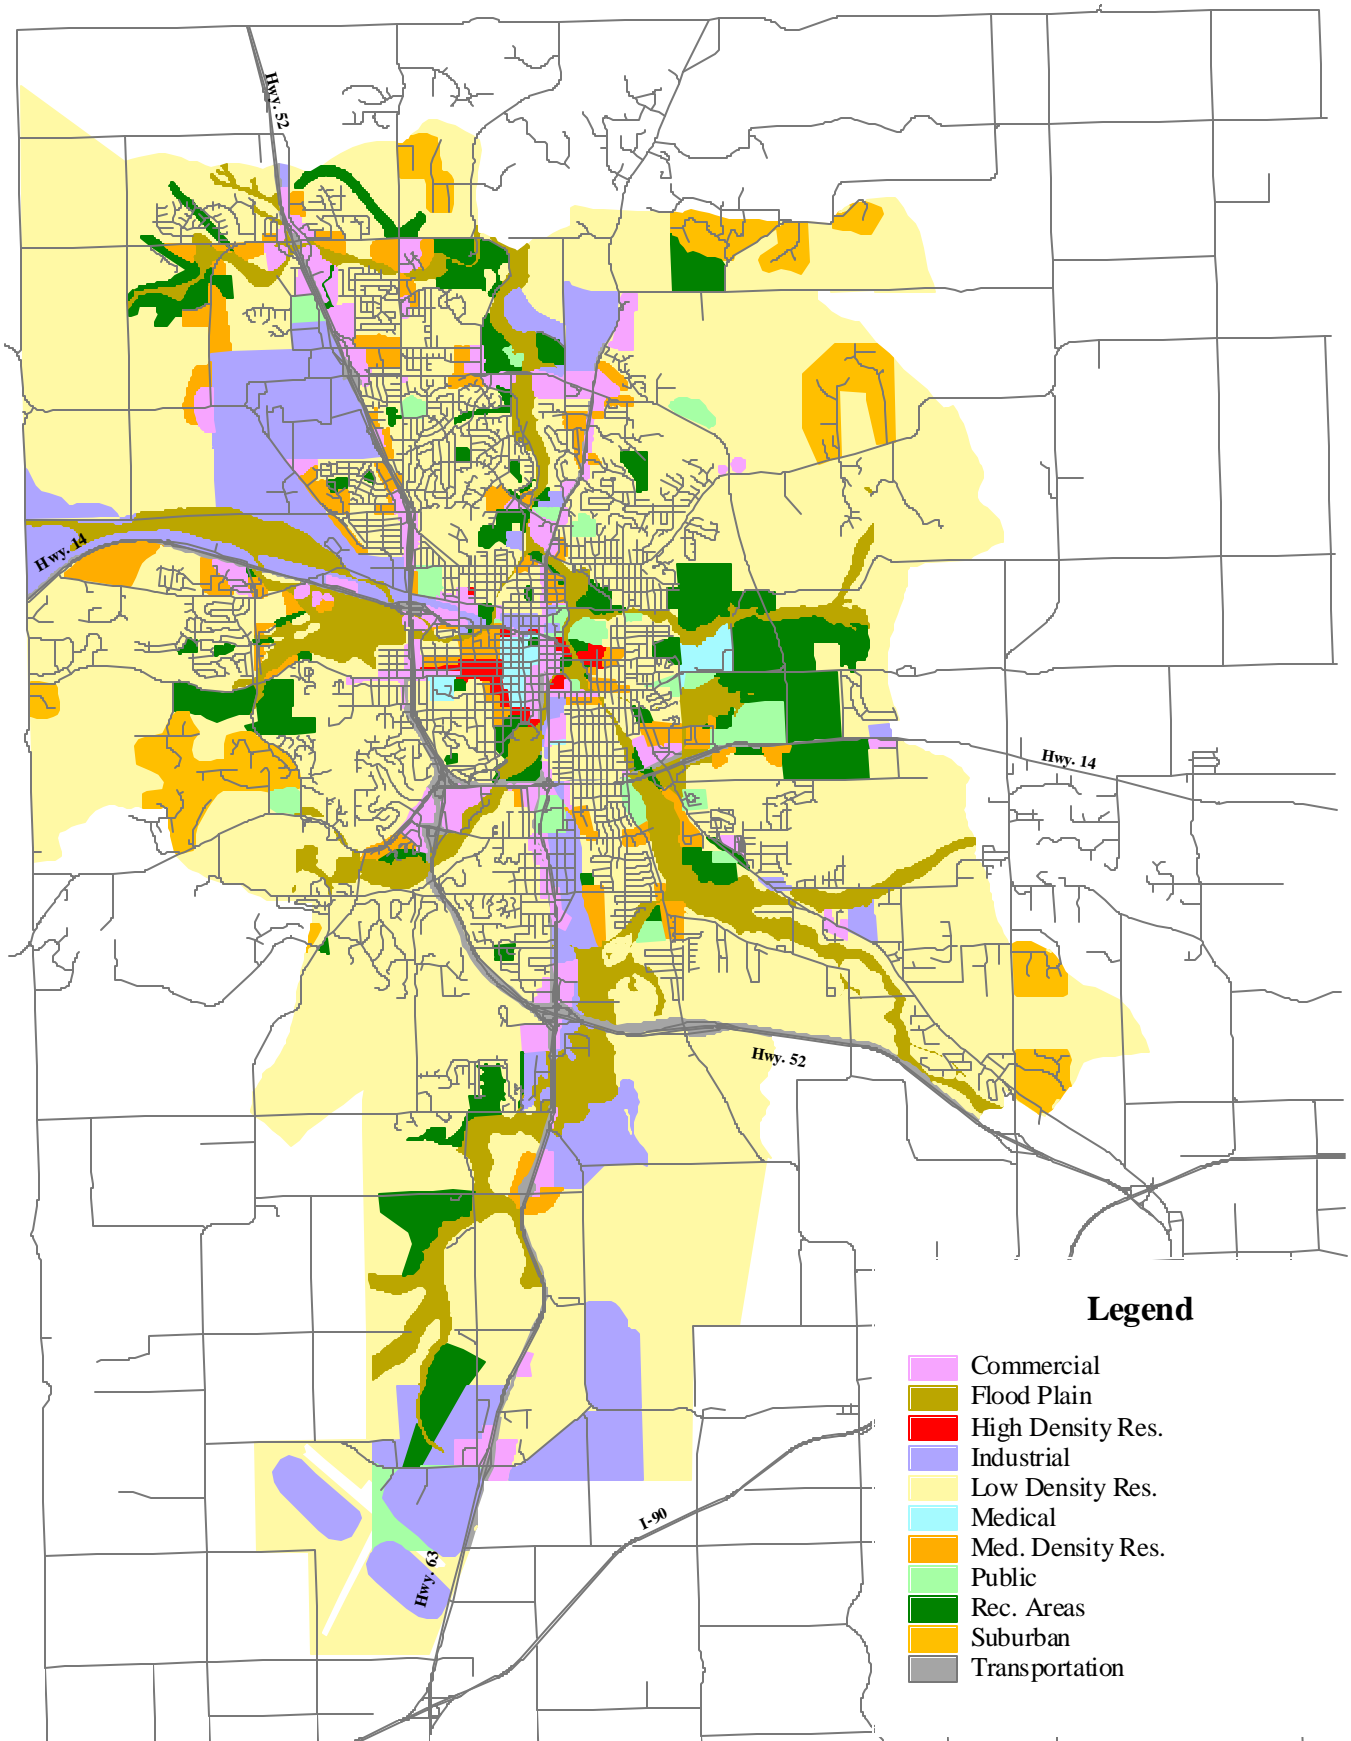 Hwy. 52
Hwy. 14
Hwy. 14
Hwy. 52
Legend
Commercial
Flood Plain
High Density Res.
Industrial
Low Density Res.
Medical
Med. Density Res.
Public
Rec. Areas
Suburban
Transportation
I-90
Hwy. 63